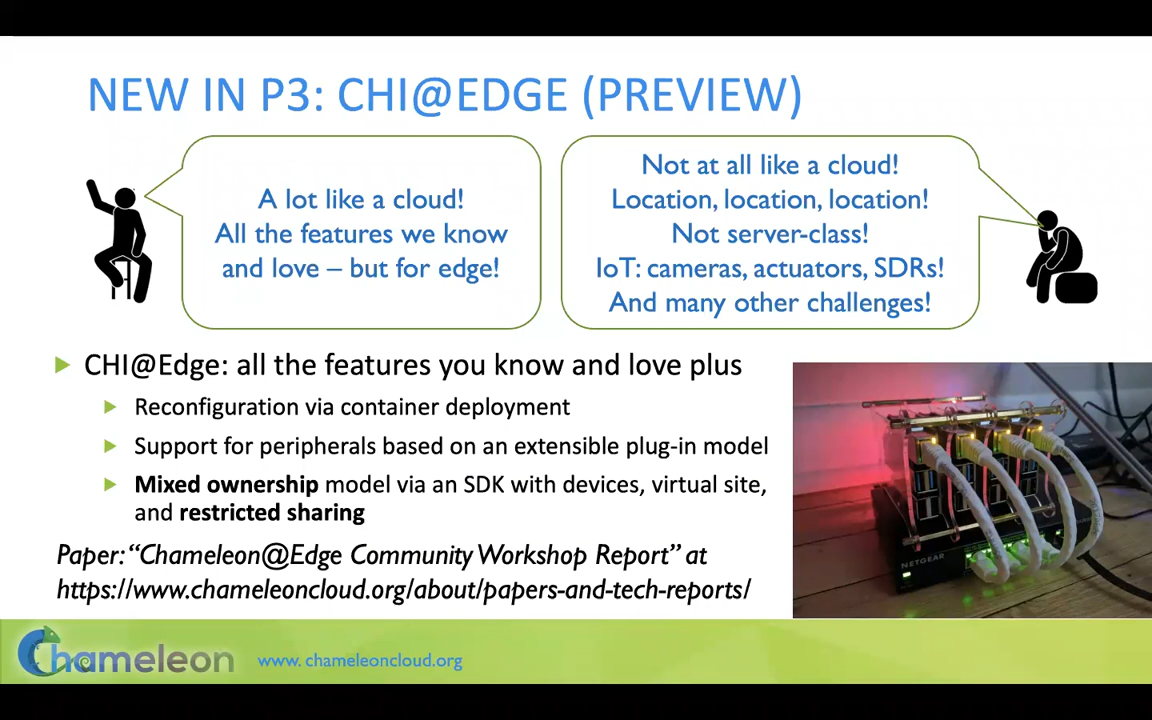 NEW IN P3: CHI@EDGE (PREVIEW)
A lot like a cloud!
All the features we know
and love – but for edge!
Not at all like a cloud!
Location, location, location!
Not server-class!
IoT: cameras, actuators, SDRs!
And many other challenges!
CHI@Edge: all the features you know and love plus
Reconfiguration via container deployment
Support for peripherals based on an extensible plug-in model
Mixed ownership model via an SDK with devices, virtual site,
and restricted sharing
Paper: “Chameleon@Edge Community Workshop Report” at
https://www.chameleoncloud.org/about/papers-and-tech-reports/
NETGEAR
Chameleon
www. chameleoncloud.org